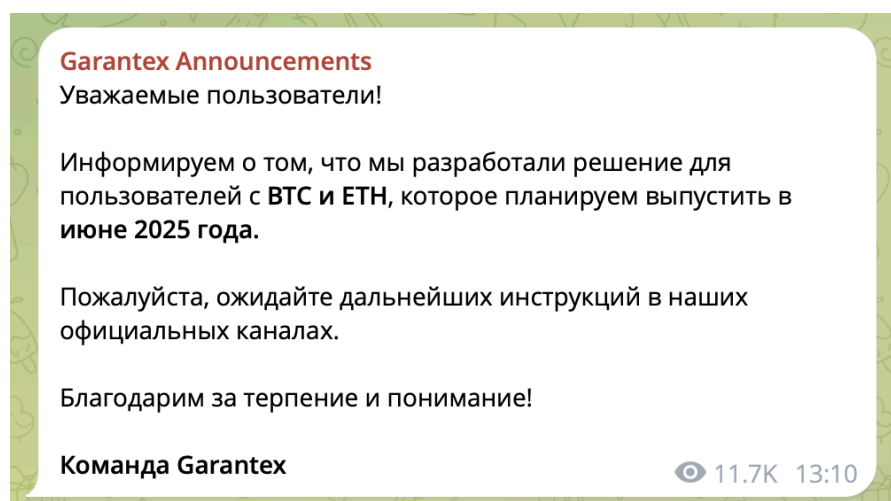 Garantex Announcements
Уважаемые пользователи!
Информируем о том, что мы разработали решение для
пользователей с BTC и ETH, которое планируем выпустить в
июне 2025 года.
Пожалуйста, ожидайте дальнейших инструкций в наших
официальных каналах.
Благодарим за терпение и понимание!
Команда Garantex
11.7K 13:10